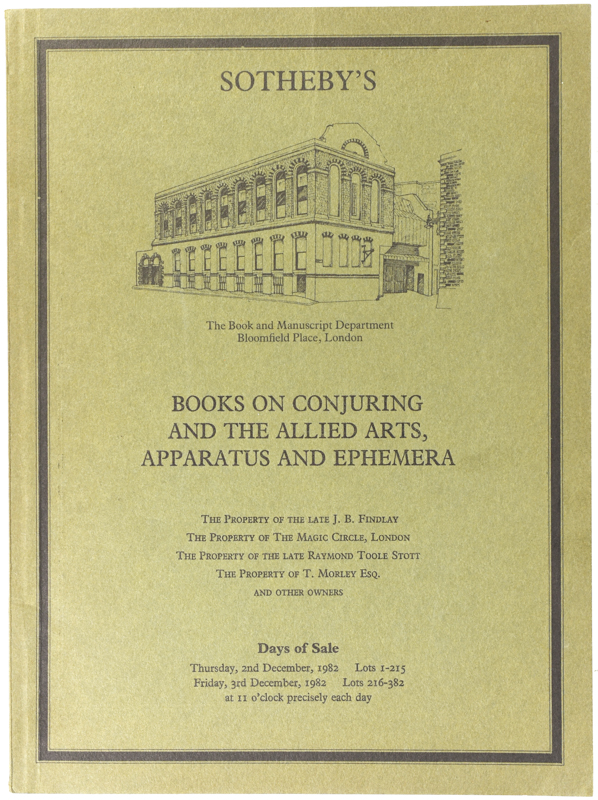 SOTHEBY'S
The Book and Manuscript Department
Bloomfield Place, London
BOOKS ON CONJURING
AND THE ALLIED ARTS,
APPARATUS AND EPHEMERA
The Property of the late J. B. Findlay
The Property of The Magic Circle, London
The Property of the late Raymond Toole Stott
The Property of T. Morley Esq.
and other owners
Days of Sale
Thursday, 2nd December, 1982 Lots 1-215
Friday, 3rd December, 1982 Lots 216-382
at 11 o'clock precisely each day